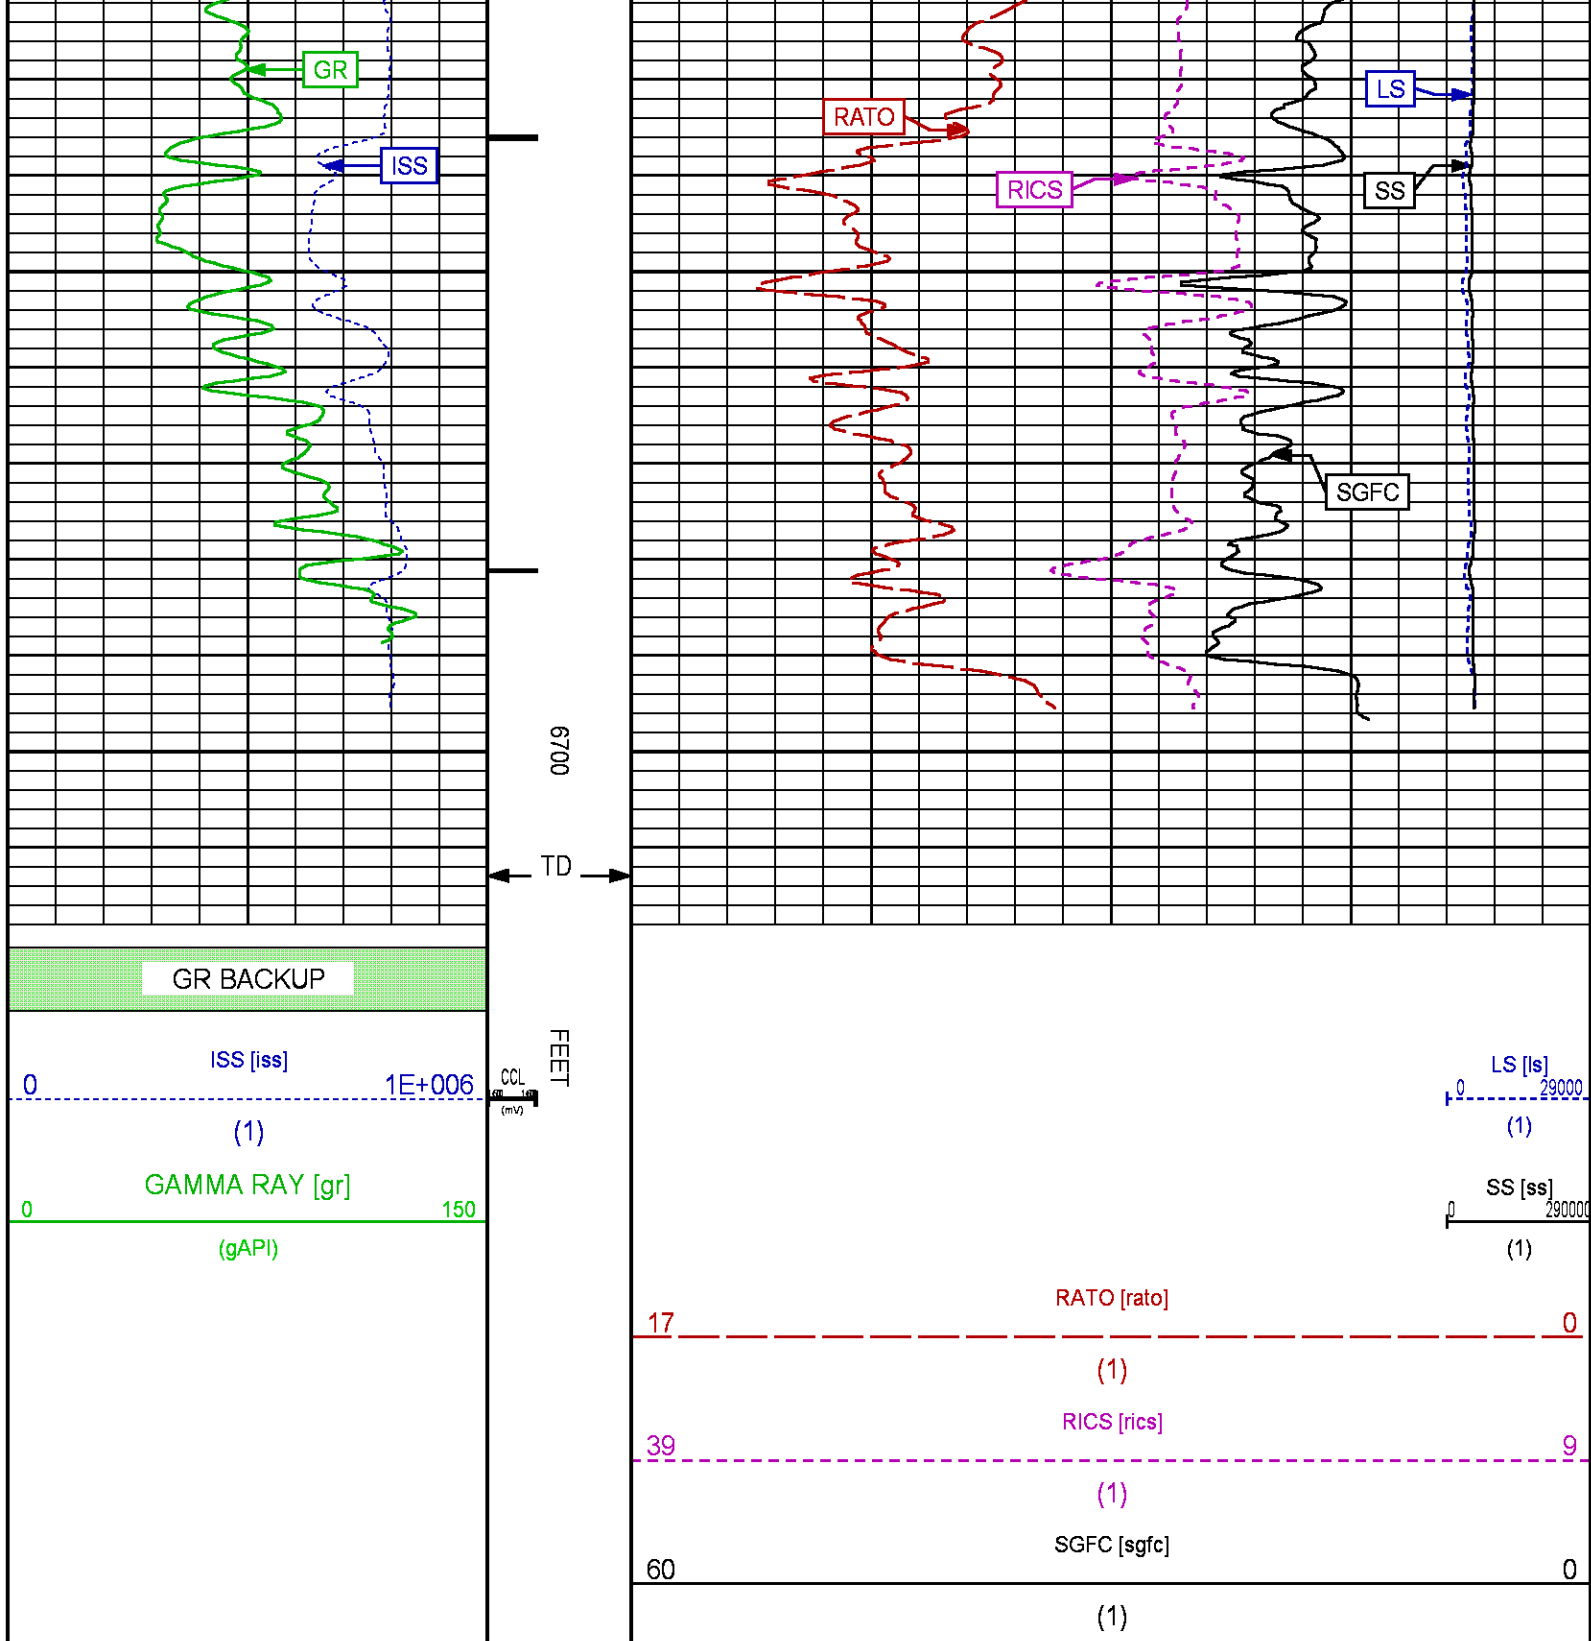 GR
LS
RATO
ISS
RICS
SS
SGFC
6700
TD
GR BACKUP
FEET
ISS [iss]
0 1E+006
(1)
CCL
(mV)
LS [ls]
0 29000
(1)
GAMMA RAY [gr]
0 150
(gAPI)
SS [ss]
0 290000
(1)
RATO [rato]
17 0
(1)
RICS [rics]
39 9
(1)
SGFC [sgfc]
60 0
(1)